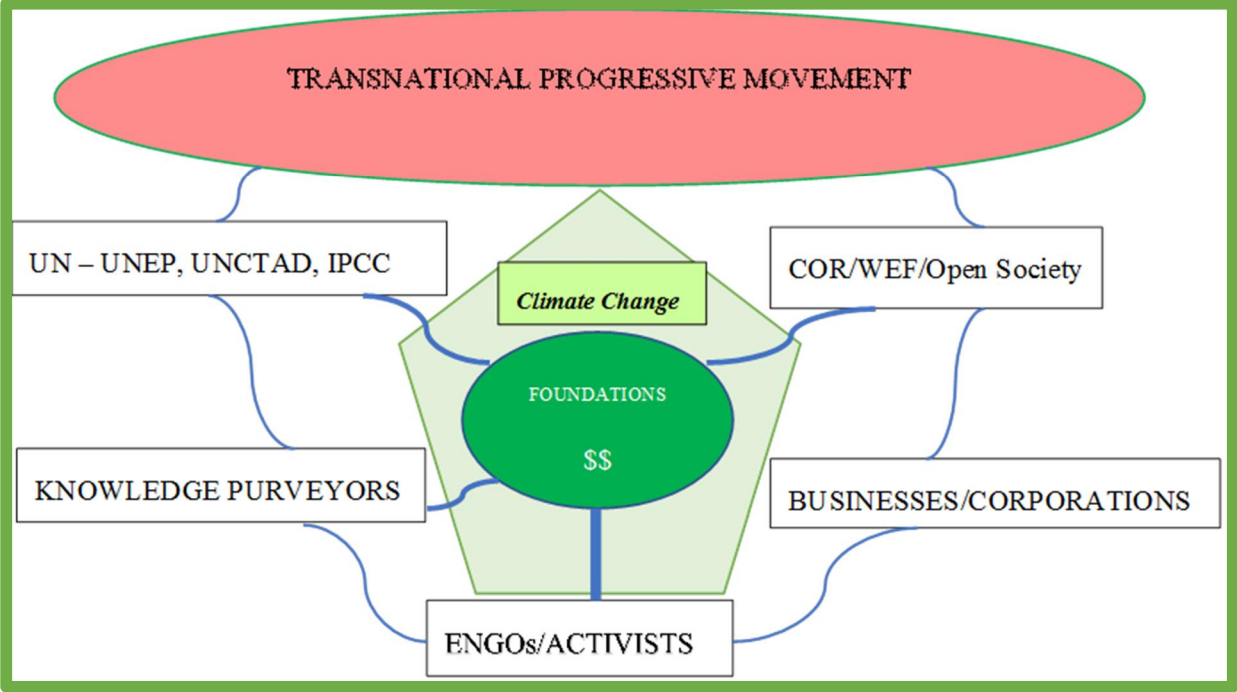 TRANSNATIONAL PROGRESSIVE MOVEMENT
UN – UNEP, UNCTAD, IPCC
COR/WEF/Open Society
Climate Change
FOUNDATIONS
$$
KNOWLEDGE PURVEYORS
BUSINESSES/CORPORATIONS
ENGOs/ACTIVISTS